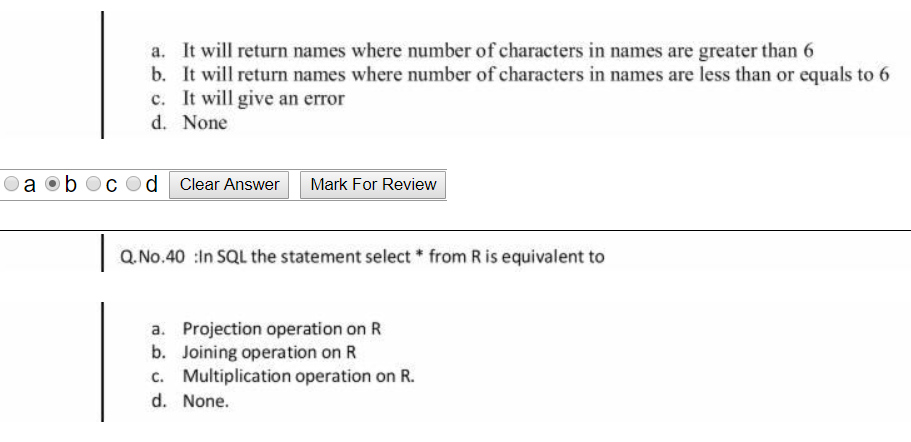 a. It will return names where number of characters in names are greater than 6
b. It will return names where number of characters in names are less than or equals to 6
c. It will give an error
d. None
a b c d Clear Answer Mark For Review
Q.No.40 :In SQL the statement select * from R is equivalent to
a. Projection operation on R
b. Joining operation on R
c. Multiplication operation on R.
d. None.